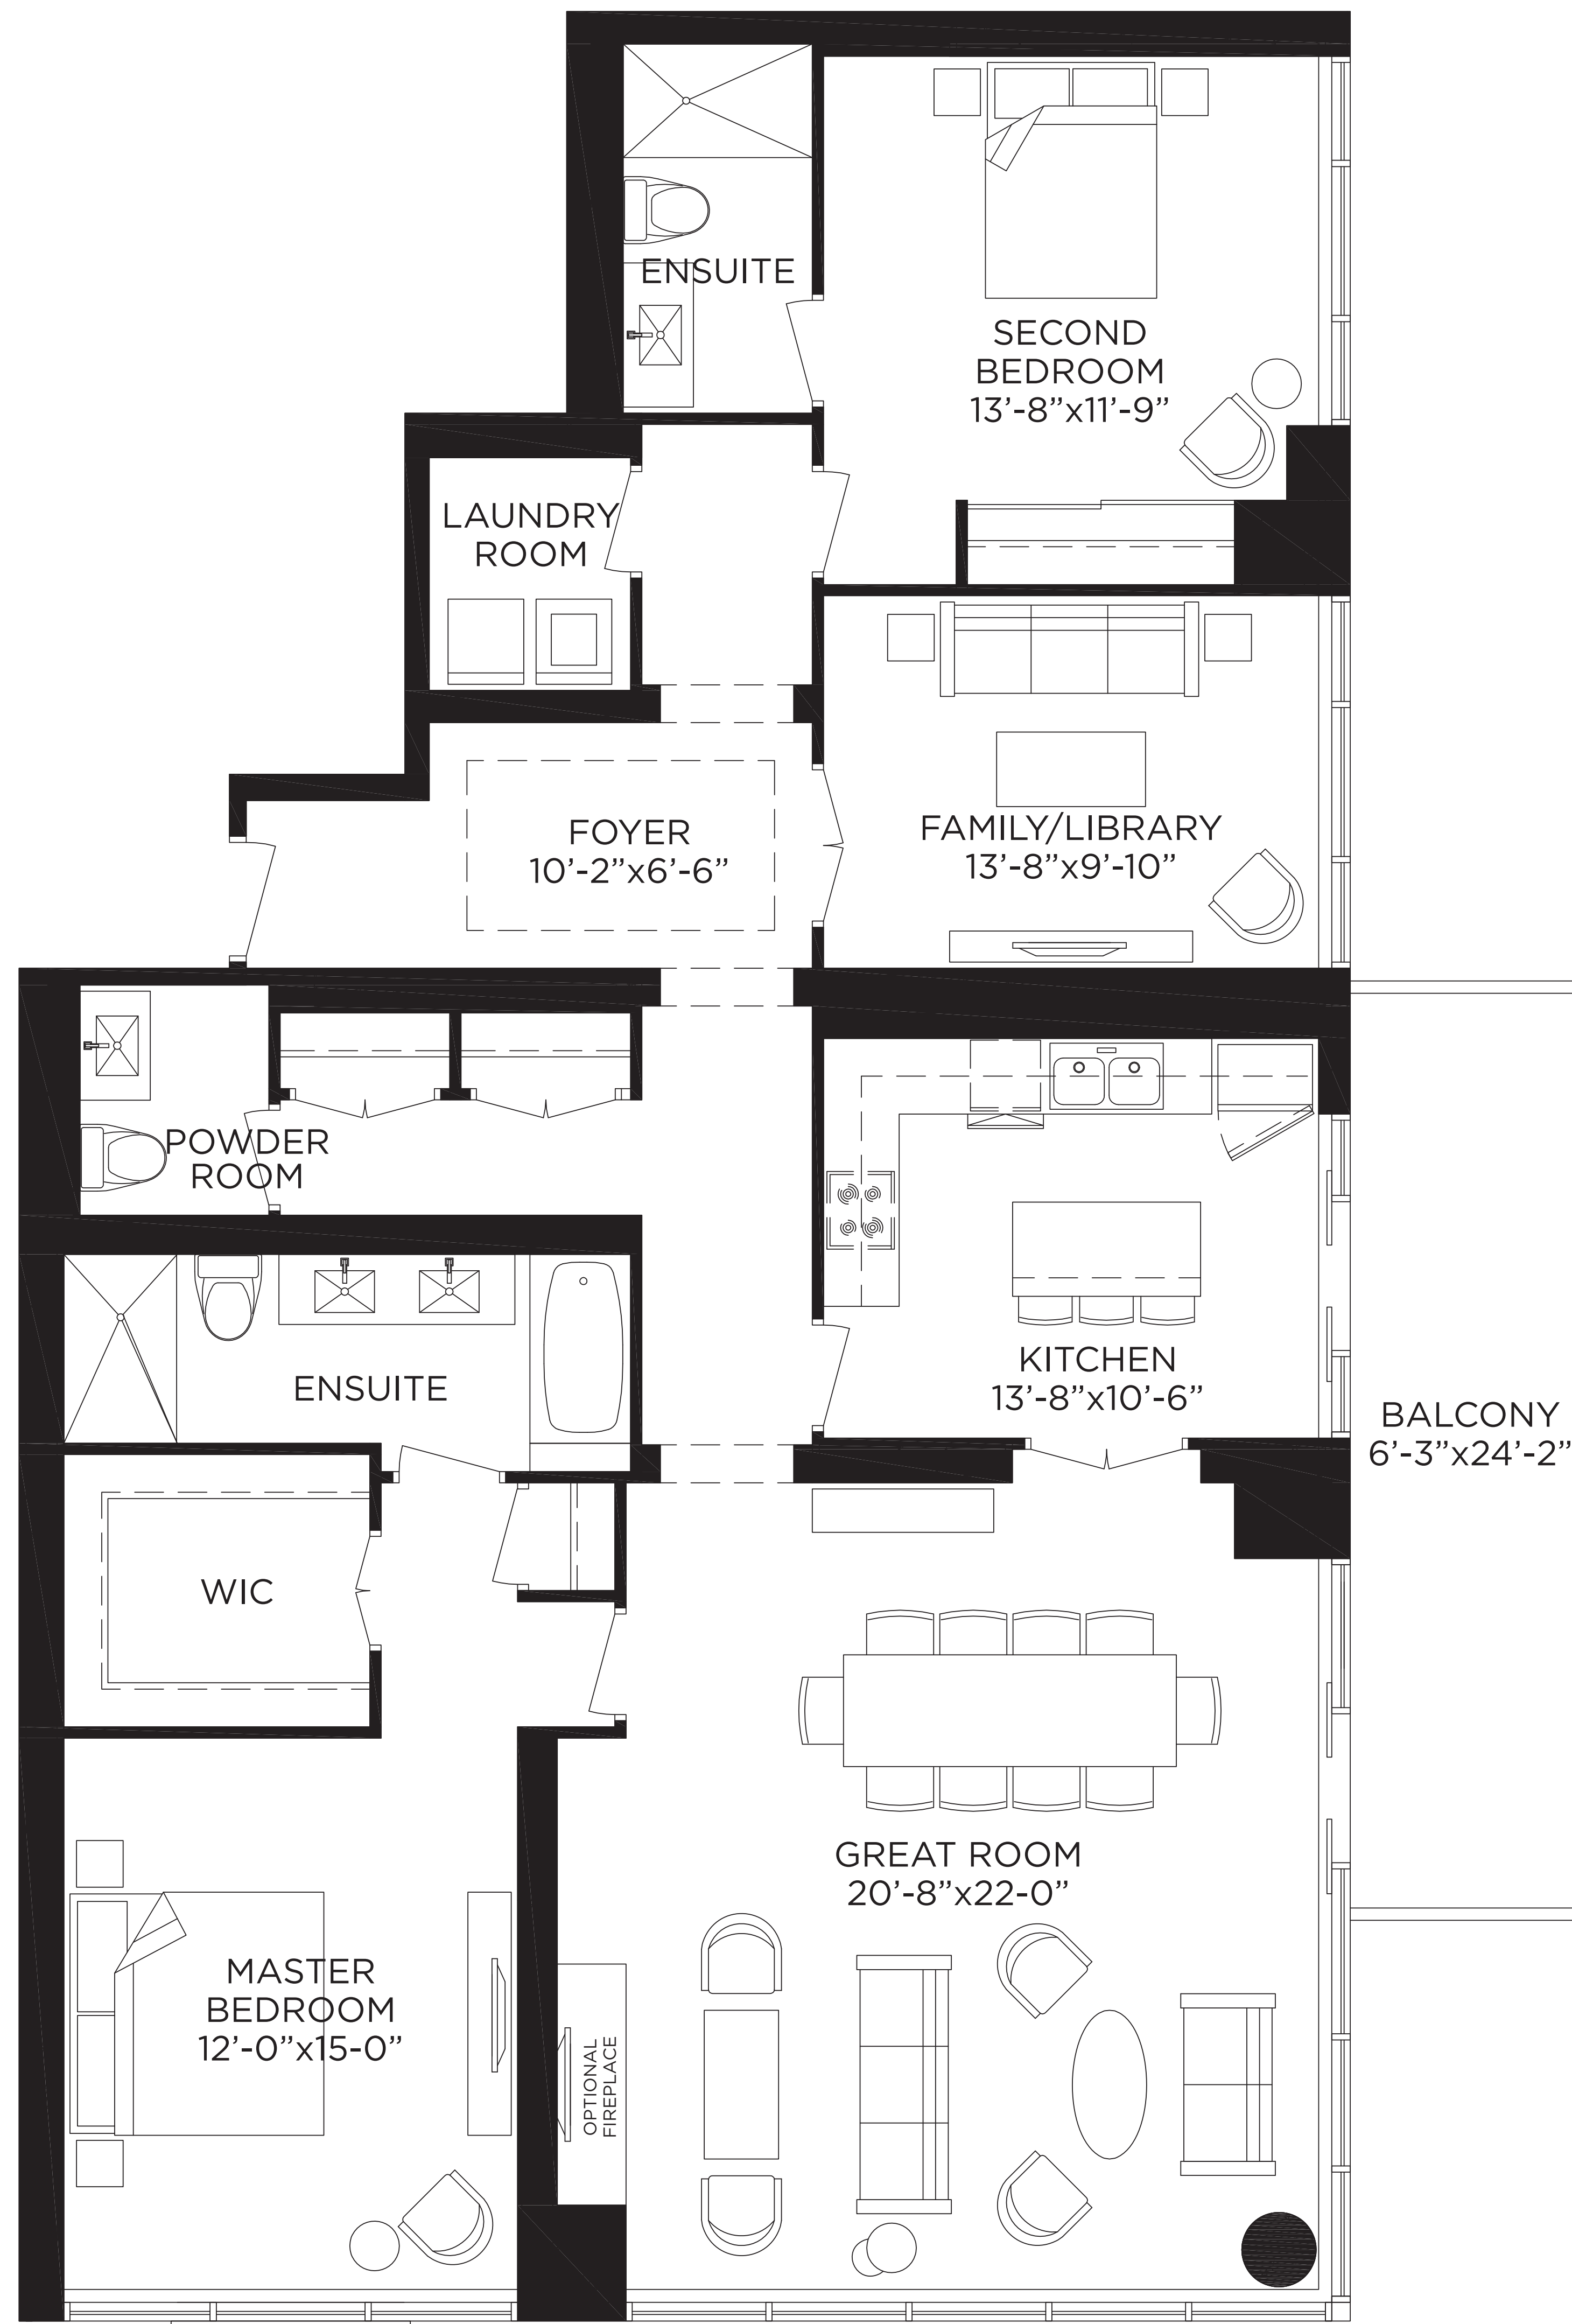 ENSUITE
SECOND
BEDROOM
13’-8”x11’-9”
LAUNDRY
ROOM
FOYER
10’-2”x6’-6”
FAMILY/LIBRARY
13’-8”x9’-10”
POWDER
ROOM
ENSUITE
KITCHEN
13’-8”x10’-6”
BALCONY
6’-3”x24’-2”
WIC
GREAT ROOM
20’-8”x22-0”
MASTER
BEDROOM
12’-0”x15-0”
OPTIONAL
FIREPLACE